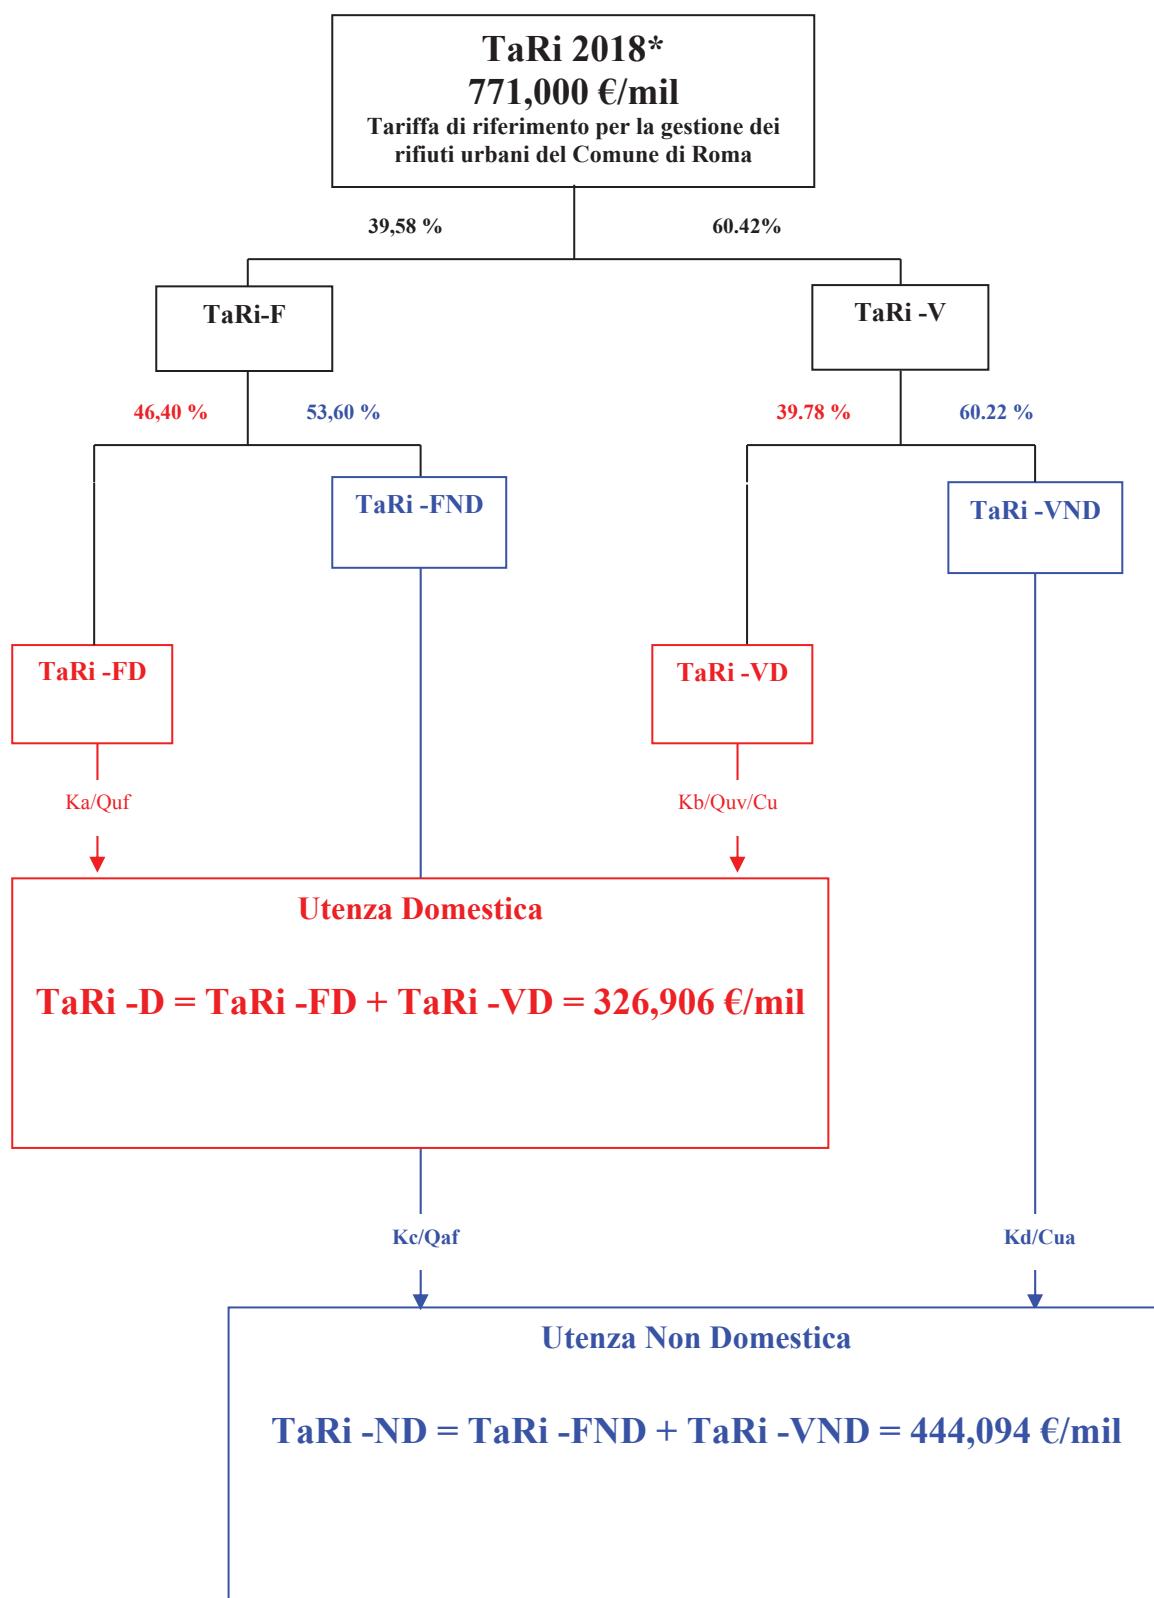 TaRi 2018*
771,000 €/mil
Tariffa di riferimento per la gestione dei
rifiuti urbani del Comune di Roma
39,58 %
60.42%
TaRi-F
TaRi -V
46,40 %
53,60 %
39.78 %
60.22 %
TaRi -FND
TaRi -VND
TaRi -FD
TaRi -VD
Ka/Quf
Kb/Quv/Cu
Utenza Domestica
TaRi -D = TaRi -FD + TaRi -VD = 326,906 €/mil
Kc/Qaf
Kd/Cua
Utenza Non Domestica
TaRi -ND = TaRi -FND + TaRi -VND = 444,094 €/mil